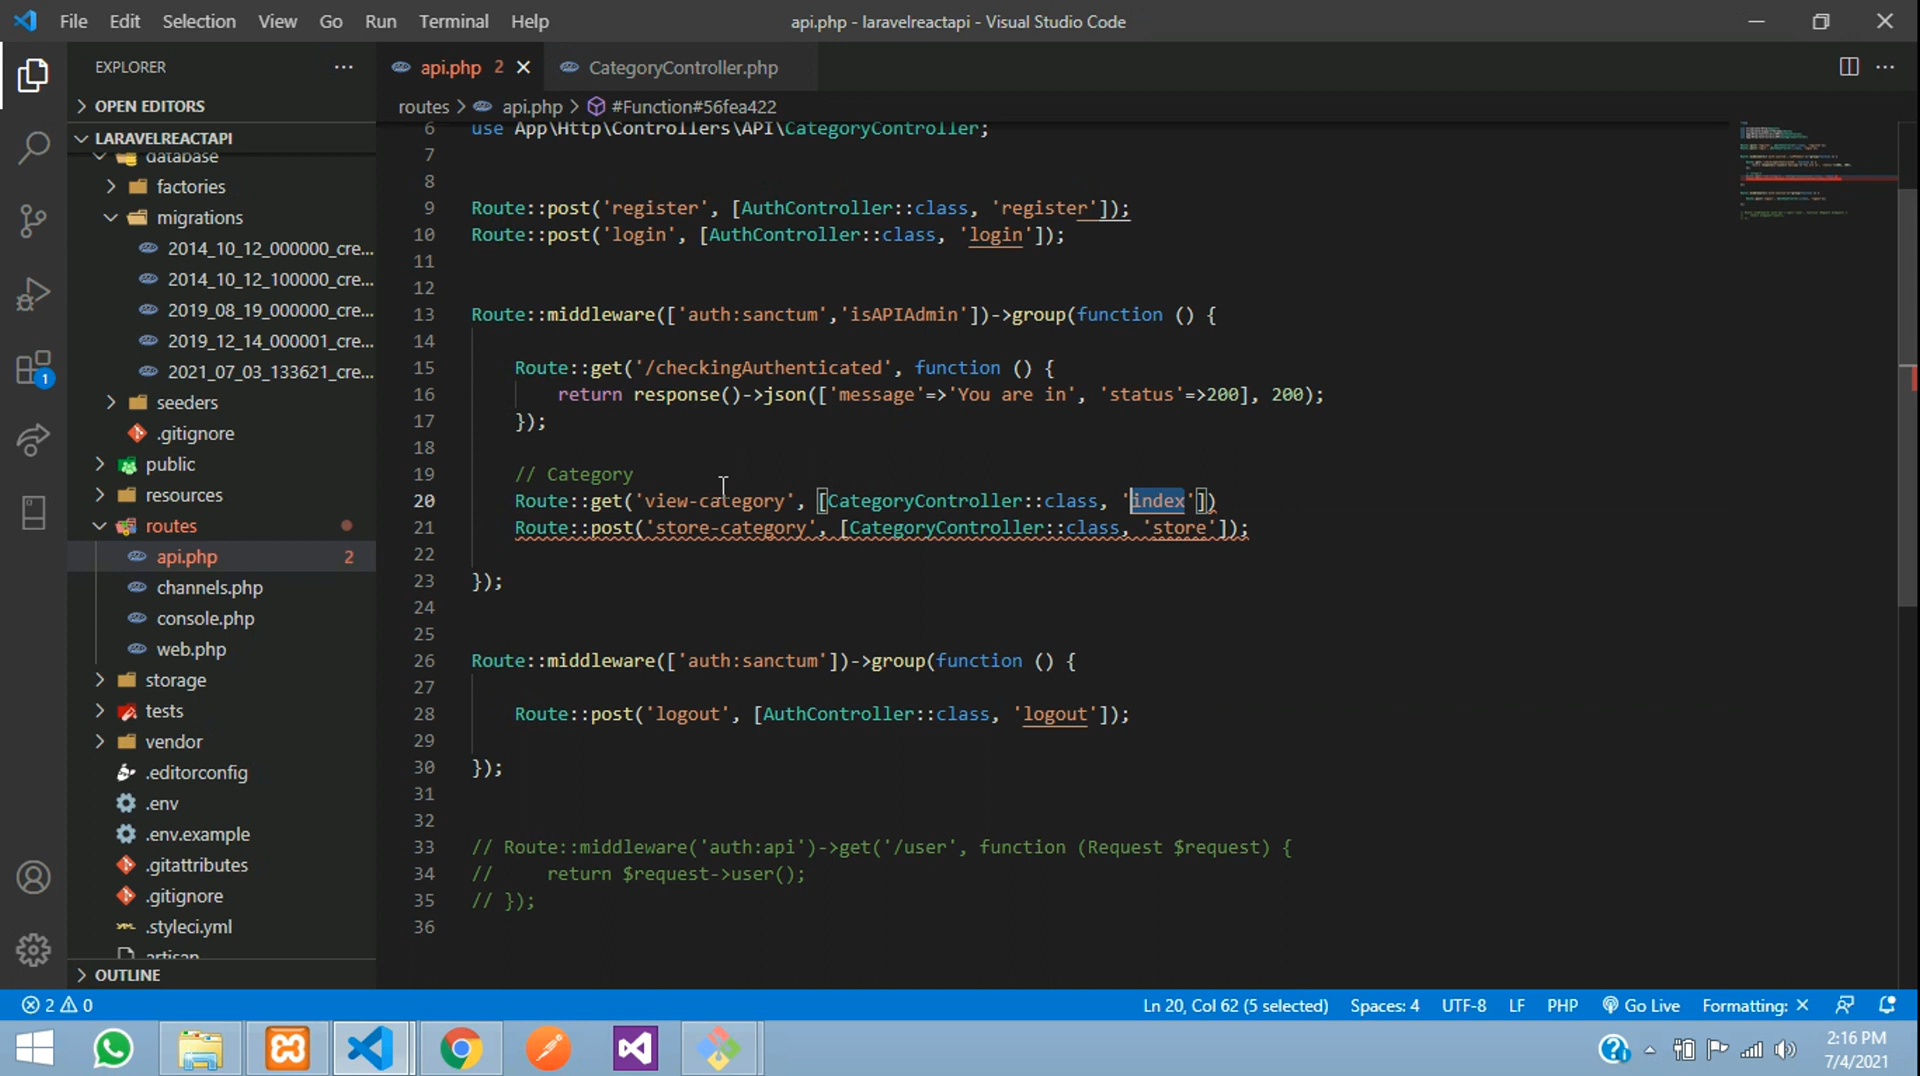 File Edit Selection View Go Run Terminal Help
api.php - laravelreactapi - Visual Studio Code
EXPLORER
OPEN EDITORS
LARAVELREACTAPI
database
factories
migrations
2014_10_12_000000_cre...
2014_10_12_100000_cre...
2019_08_19_000000_cre...
2019_12_14_000001_cre...
2021_07_03_133621_cre...
seeders
.gitignore
public
resources
routes
api.php 2
channels.php
console.php
web.php
storage
tests
vendor
.editorconfig
.env
.env.example
.gitattributes
.gitignore
.styleci.yml
artisan
OUTLINE
1
api.php 2
CategoryController.php
routes > api.php > #Function#56fea422
6 use App\Http\Controllers\API\CategoryController;
7
8
9 Route::post('register', [AuthController::class, 'register']);
10 Route::post('login', [AuthController::class, 'login']);
11
12
13 Route::middleware(['auth:sanctum','isAPIAdmin'])->group(function () {
14
15 Route::get('/checkingAuthenticated', function () {
16 return response()->json(['message'=>'You are in', 'status'=>200], 200);
17 });
18
19 // Category
20 Route::get('view-category', [CategoryController::class, 'index'])
21 Route::post('store-category', [CategoryController::class, 'store']);
22
23 });
24
25
26 Route::middleware(['auth:sanctum'])->group(function () {
27
28 Route::post('logout', [AuthController::class, 'logout']);
29
30 });
31
32
33 // Route::middleware('auth:api')->get('/user', function (Request $request) {
34 // return $request->user();
35 // });
36
2 0
Ln 20, Col 62 (5 selected) Spaces: 4 UTF-8 LF PHP Go Live Formatting: ×
2:16 PM
7/4/2021